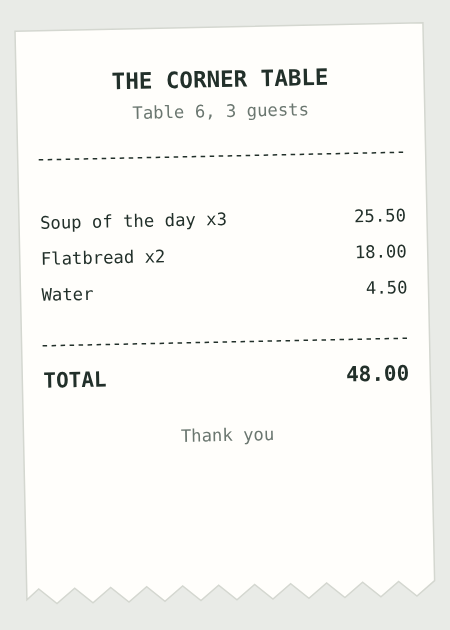 THE CORNER TABLE
Table 6, 3 guests
----------------------------------------
Soup of the day x3 25.50
Flatbread x2 18.00
Water 4.50
----------------------------------------
TOTAL 48.00
Thank you